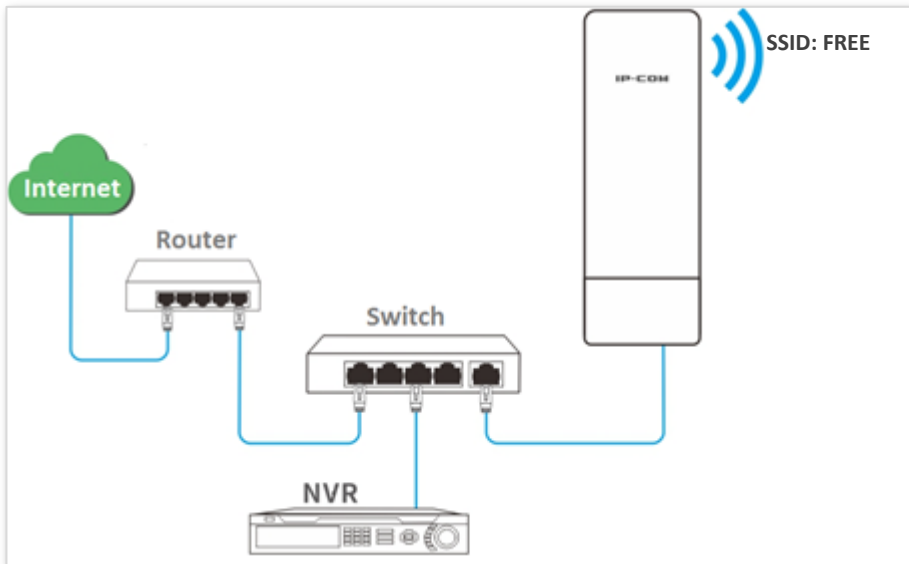 SSID: FREE
IP-COM
Internet
Router
Switch
NVR